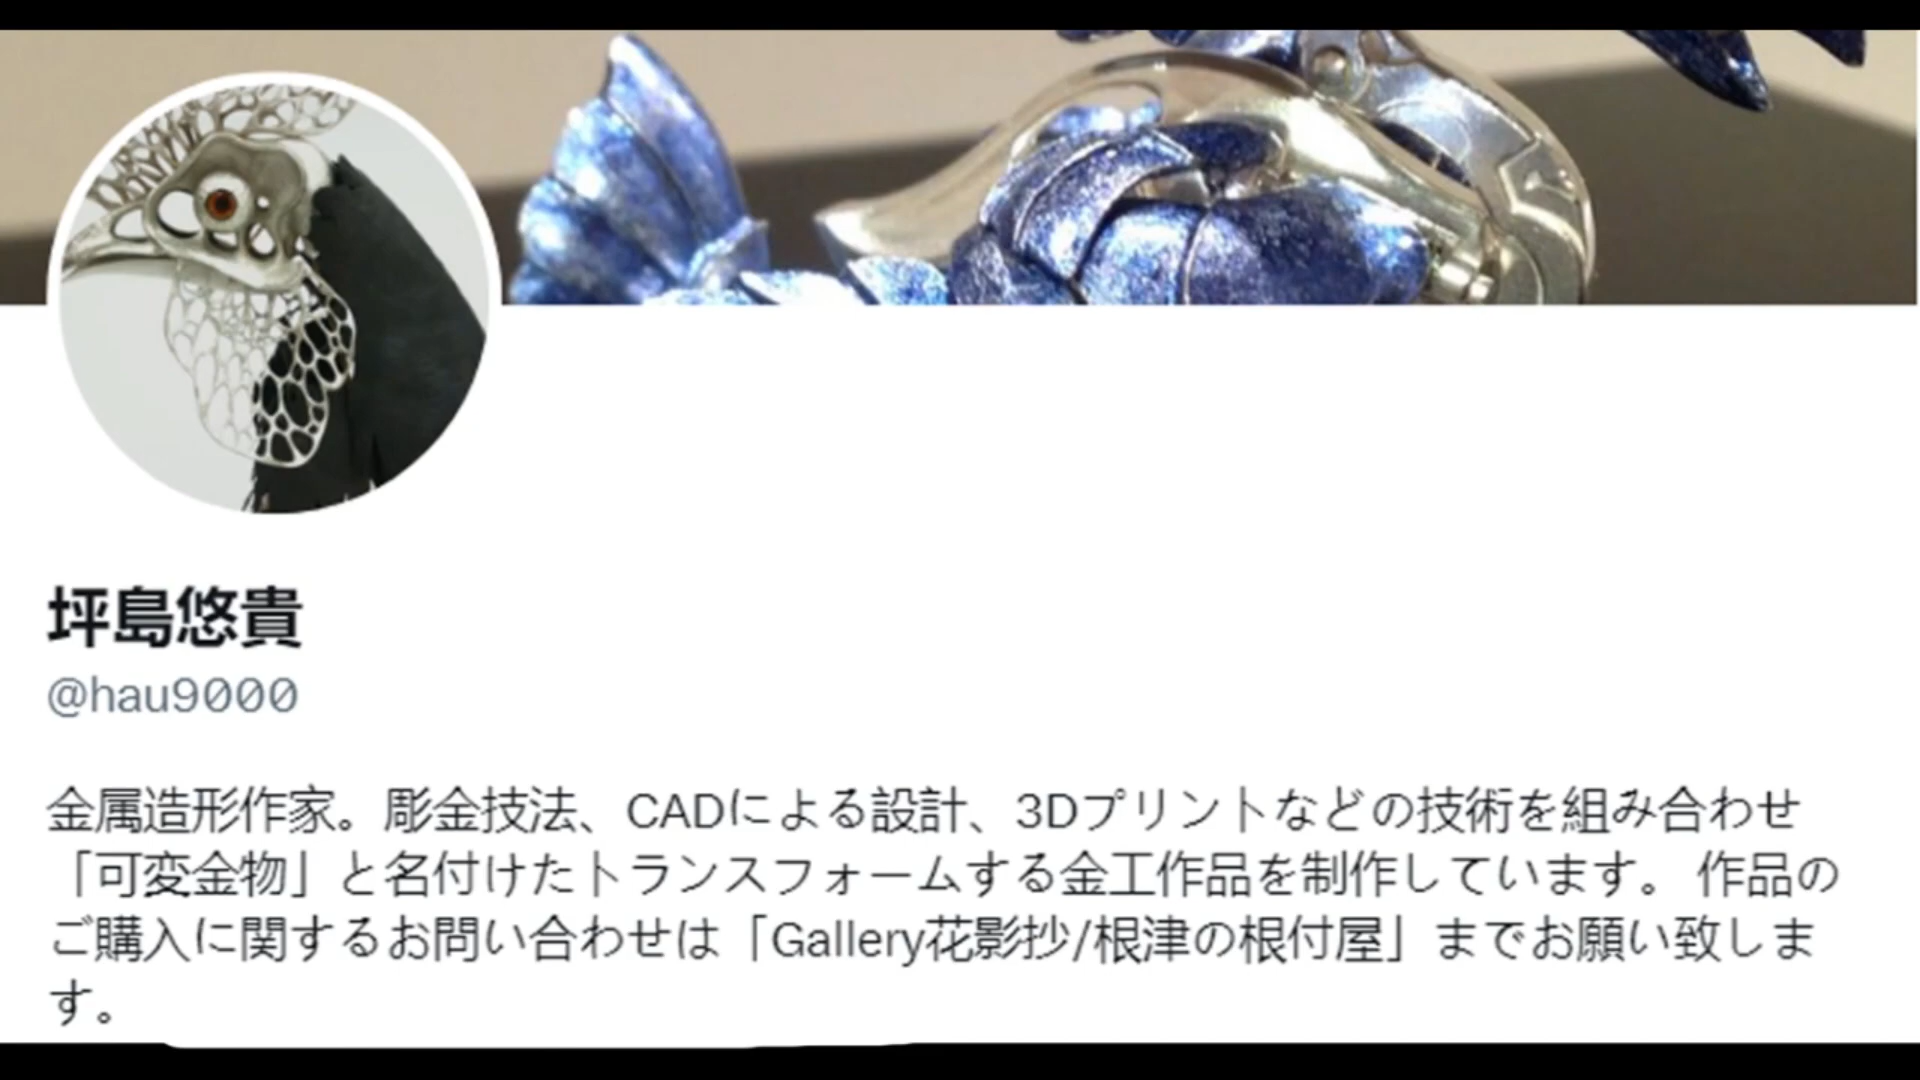 坪島悠貴
@hau9000
金属造形作家。彫金技法、CADによる設計、3Dプリントなどの技術を組み合わせ
「可変金物」と名付けたトランスフォームする金工作品を制作しています。 作品の
ご購入に関するお問い合わせは「Gallery花影抄/根津の根付屋」までお願い致しま
す。